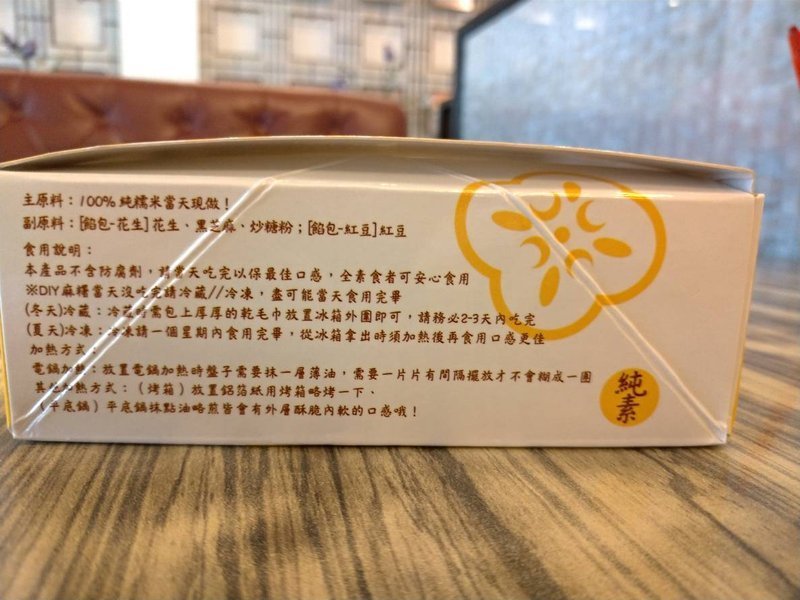 主原料：100%純糯米當天現做！
副原料：[餡包-花生]花生、黑芝麻、炒糖粉；[餡包-紅豆]紅豆
食用說明：
本產品不含防腐劑，請當天吃完以保最佳口感，全素食者可安心食用
※DIY麻糬當天沒吃完請冷藏//冷凍，盡可能當天食用完畢
(冬天)冷藏：冷藏時需包上厚厚的乾毛巾放置冰箱外圍即可，請務必2-3天內吃完
(夏天)冷凍：冷凍請一個星期內食用完畢，從冰箱拿出時須加熱後再食用口感更佳
加熱方式：
電鍋加熱：放置電鍋加熱時盤子需要抹一層薄油，需要一片片有間隔擺放才不會糊成一團
其他加熱方式：（烤箱）放置鋁箔紙用烤箱略烤一下、
（平底鍋）平底鍋抹點油略煎皆會有外層酥脆內軟的口感哦！
純素